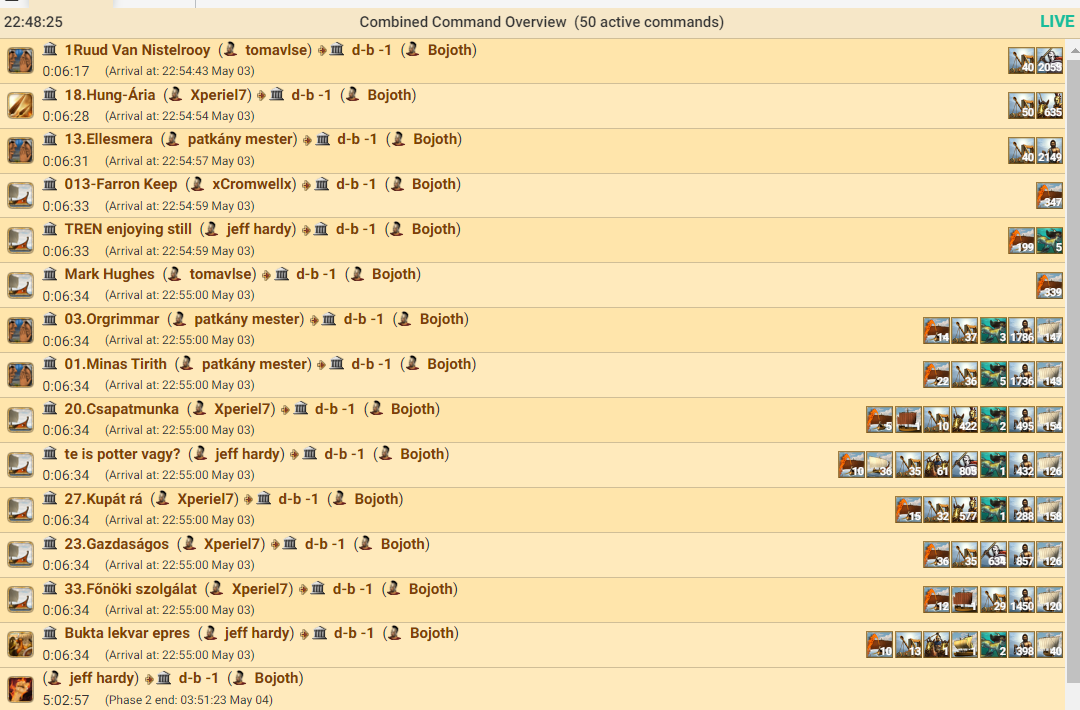 22:48:25 Combined Command Overview (50 active commands) LIVE
1Ruud Van Nistelrooy (tomavlse) d-b -1 (Bojoth)
0:06:17 (Arrival at: 22:54:43 May 03) 40 2053
18.Hung-Ária (Xperiel7) d-b -1 (Bojoth)
0:06:28 (Arrival at: 22:54:54 May 03) 50 635
13.Ellesmera (patkány mester) d-b -1 (Bojoth)
0:06:31 (Arrival at: 22:54:57 May 03) 40 2149
013-Farron Keep (xCromwellx) d-b -1 (Bojoth)
0:06:33 (Arrival at: 22:54:59 May 03) 347
TREN enjoying still (jeff hardy) d-b -1 (Bojoth)
0:06:33 (Arrival at: 22:54:59 May 03) 199 5
Mark Hughes (tomavlse) d-b -1 (Bojoth)
0:06:34 (Arrival at: 22:55:00 May 03) 339
03.Orgrimmar (patkány mester) d-b -1 (Bojoth)
0:06:34 (Arrival at: 22:55:00 May 03) 14 37 3 1786 147
01.Minas Tirith (patkány mester) d-b -1 (Bojoth)
0:06:34 (Arrival at: 22:55:00 May 03) 22 36 5 1736 143
20.Csapatmunka (Xperiel7) d-b -1 (Bojoth)
0:06:34 (Arrival at: 22:55:00 May 03) 5 1 10 422 2 495 154
te is potter vagy? (jeff hardy) d-b -1 (Bojoth)
0:06:34 (Arrival at: 22:55:00 May 03) 10 36 35 61 1 432 126
27.Kupát rá (Xperiel7) d-b -1 (Bojoth)
0:06:34 (Arrival at: 22:55:00 May 03) 15 32 577 1 288 158
23.Gazdaságos (Xperiel7) d-b -1 (Bojoth)
0:06:34 (Arrival at: 22:55:00 May 03) 36 35 634 857 126
33.Főnöki szolgálat (Xperiel7) d-b -1 (Bojoth)
0:06:34 (Arrival at: 22:55:00 May 03) 12 1 29 1450 120
Bukta lekvar epres (jeff hardy) d-b -1 (Bojoth)
0:06:34 (Arrival at: 22:55:00 May 03) 10 13 1 1 2 398 40
(jeff hardy) d-b -1 (Bojoth)
5:02:57 (Phase 2 end: 03:51:23 May 04)